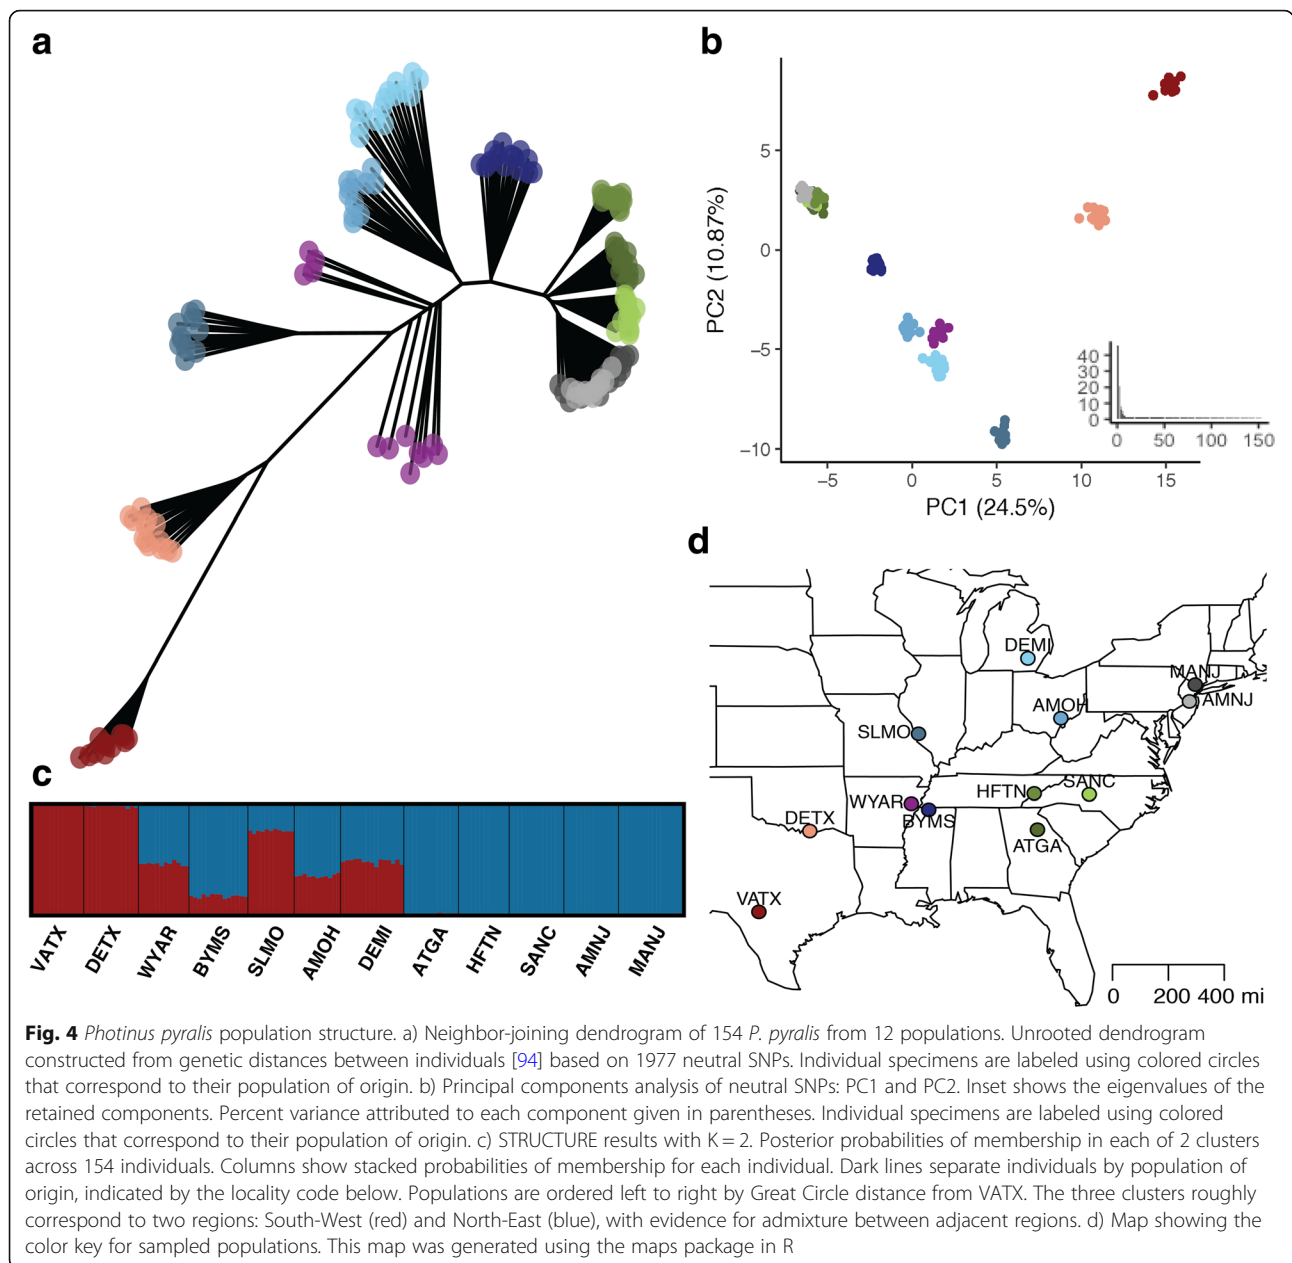 a
b
5
0
−5
−10
PC2 (10.87%)
40
30
20
10
0
0 50 100 150
−5 0 5 10 15
PC1 (24.5%)
c
VATX DETX WYAR BYMS SLMO AMOH DEMI ATGA HFTN SANC AMNJ MANJ
d
DEMI
MANJ
AMNJ
AMOH
SLMO
SANC
HFTN
WYAR
BYMS
DETX
ATGA
VATX
0 200 400 mi
Fig. 4 Photinus pyralis population structure. a) Neighbor-joining dendrogram of 154 P. pyralis from 12 populations. Unrooted dendrogram
constructed from genetic distances between individuals [94] based on 1977 neutral SNPs. Individual specimens are labeled using colored circles
that correspond to their population of origin. b) Principal components analysis of neutral SNPs: PC1 and PC2. Inset shows the eigenvalues of the
retained components. Percent variance attributed to each component given in parentheses. Individual specimens are labeled using colored
circles that correspond to their population of origin. c) STRUCTURE results with K = 2. Posterior probabilities of membership in each of 2 clusters
across 154 individuals. Columns show stacked probabilities of membership for each individual. Dark lines separate individuals by population of
origin, indicated by the locality code below. Populations are ordered left to right by Great Circle distance from VATX. The three clusters roughly
correspond to two regions: South-West (red) and North-East (blue), with evidence for admixture between adjacent regions. d) Map showing the
color key for sampled populations. This map was generated using the maps package in R